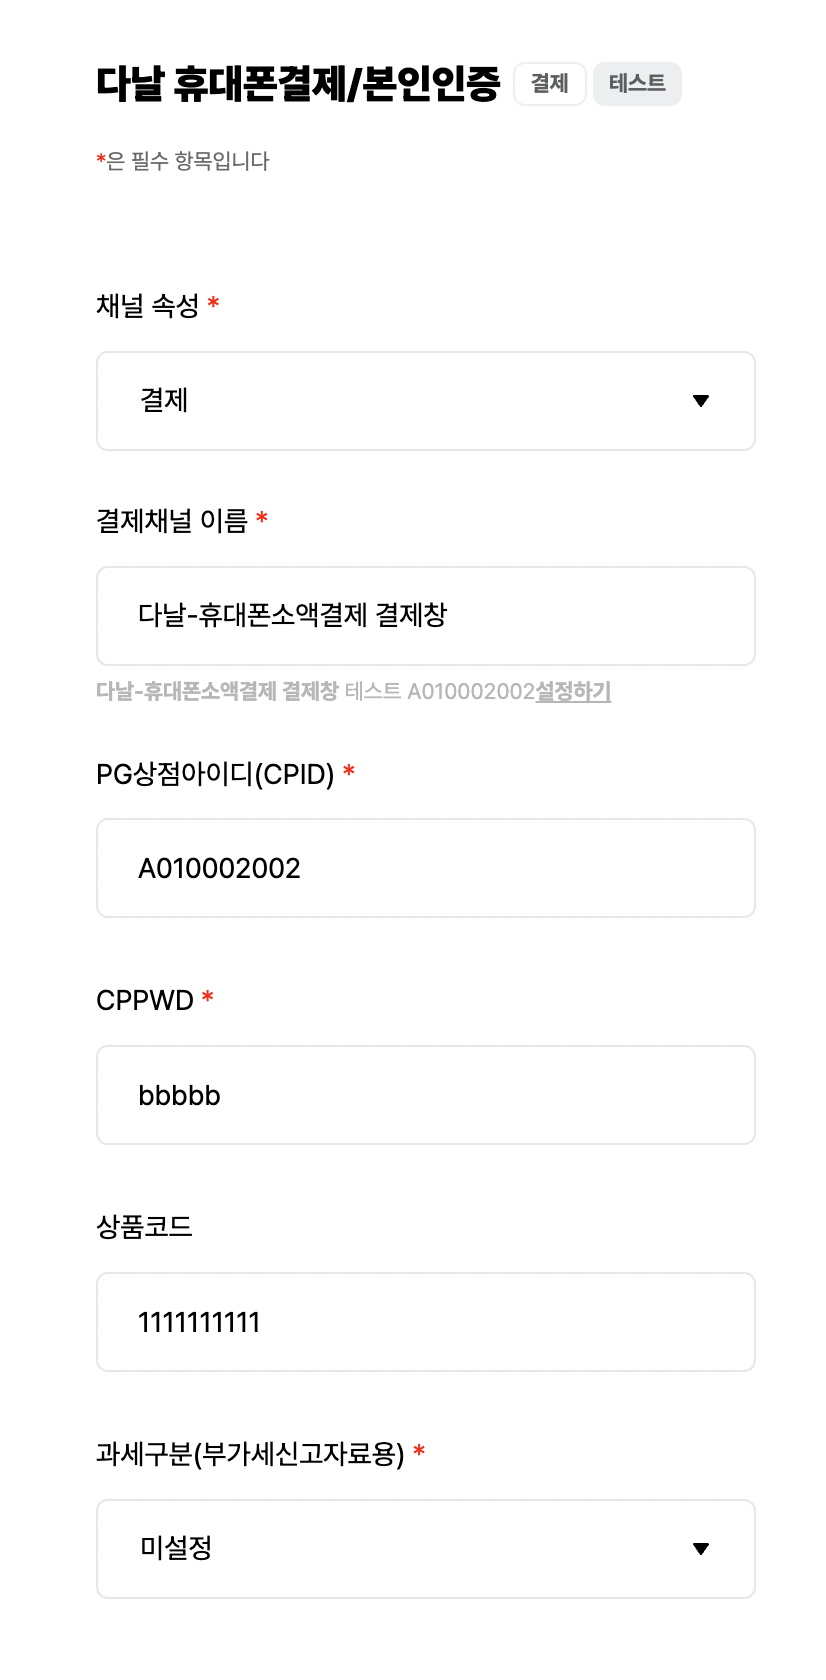 다날 휴대폰결제/본인인증 결제 테스트
*은 필수 항목입니다
채널 속성 *
결제
결제채널 이름 *
다날-휴대폰소액결제 결제창
다날-휴대폰소액결제 결제창 테스트 A010002002설정하기
PG상점아이디(CPID) *
A010002002
CPPWD *
bbbbb
상품코드
1111111111
과세구분(부가세신고자료용) *
미설정